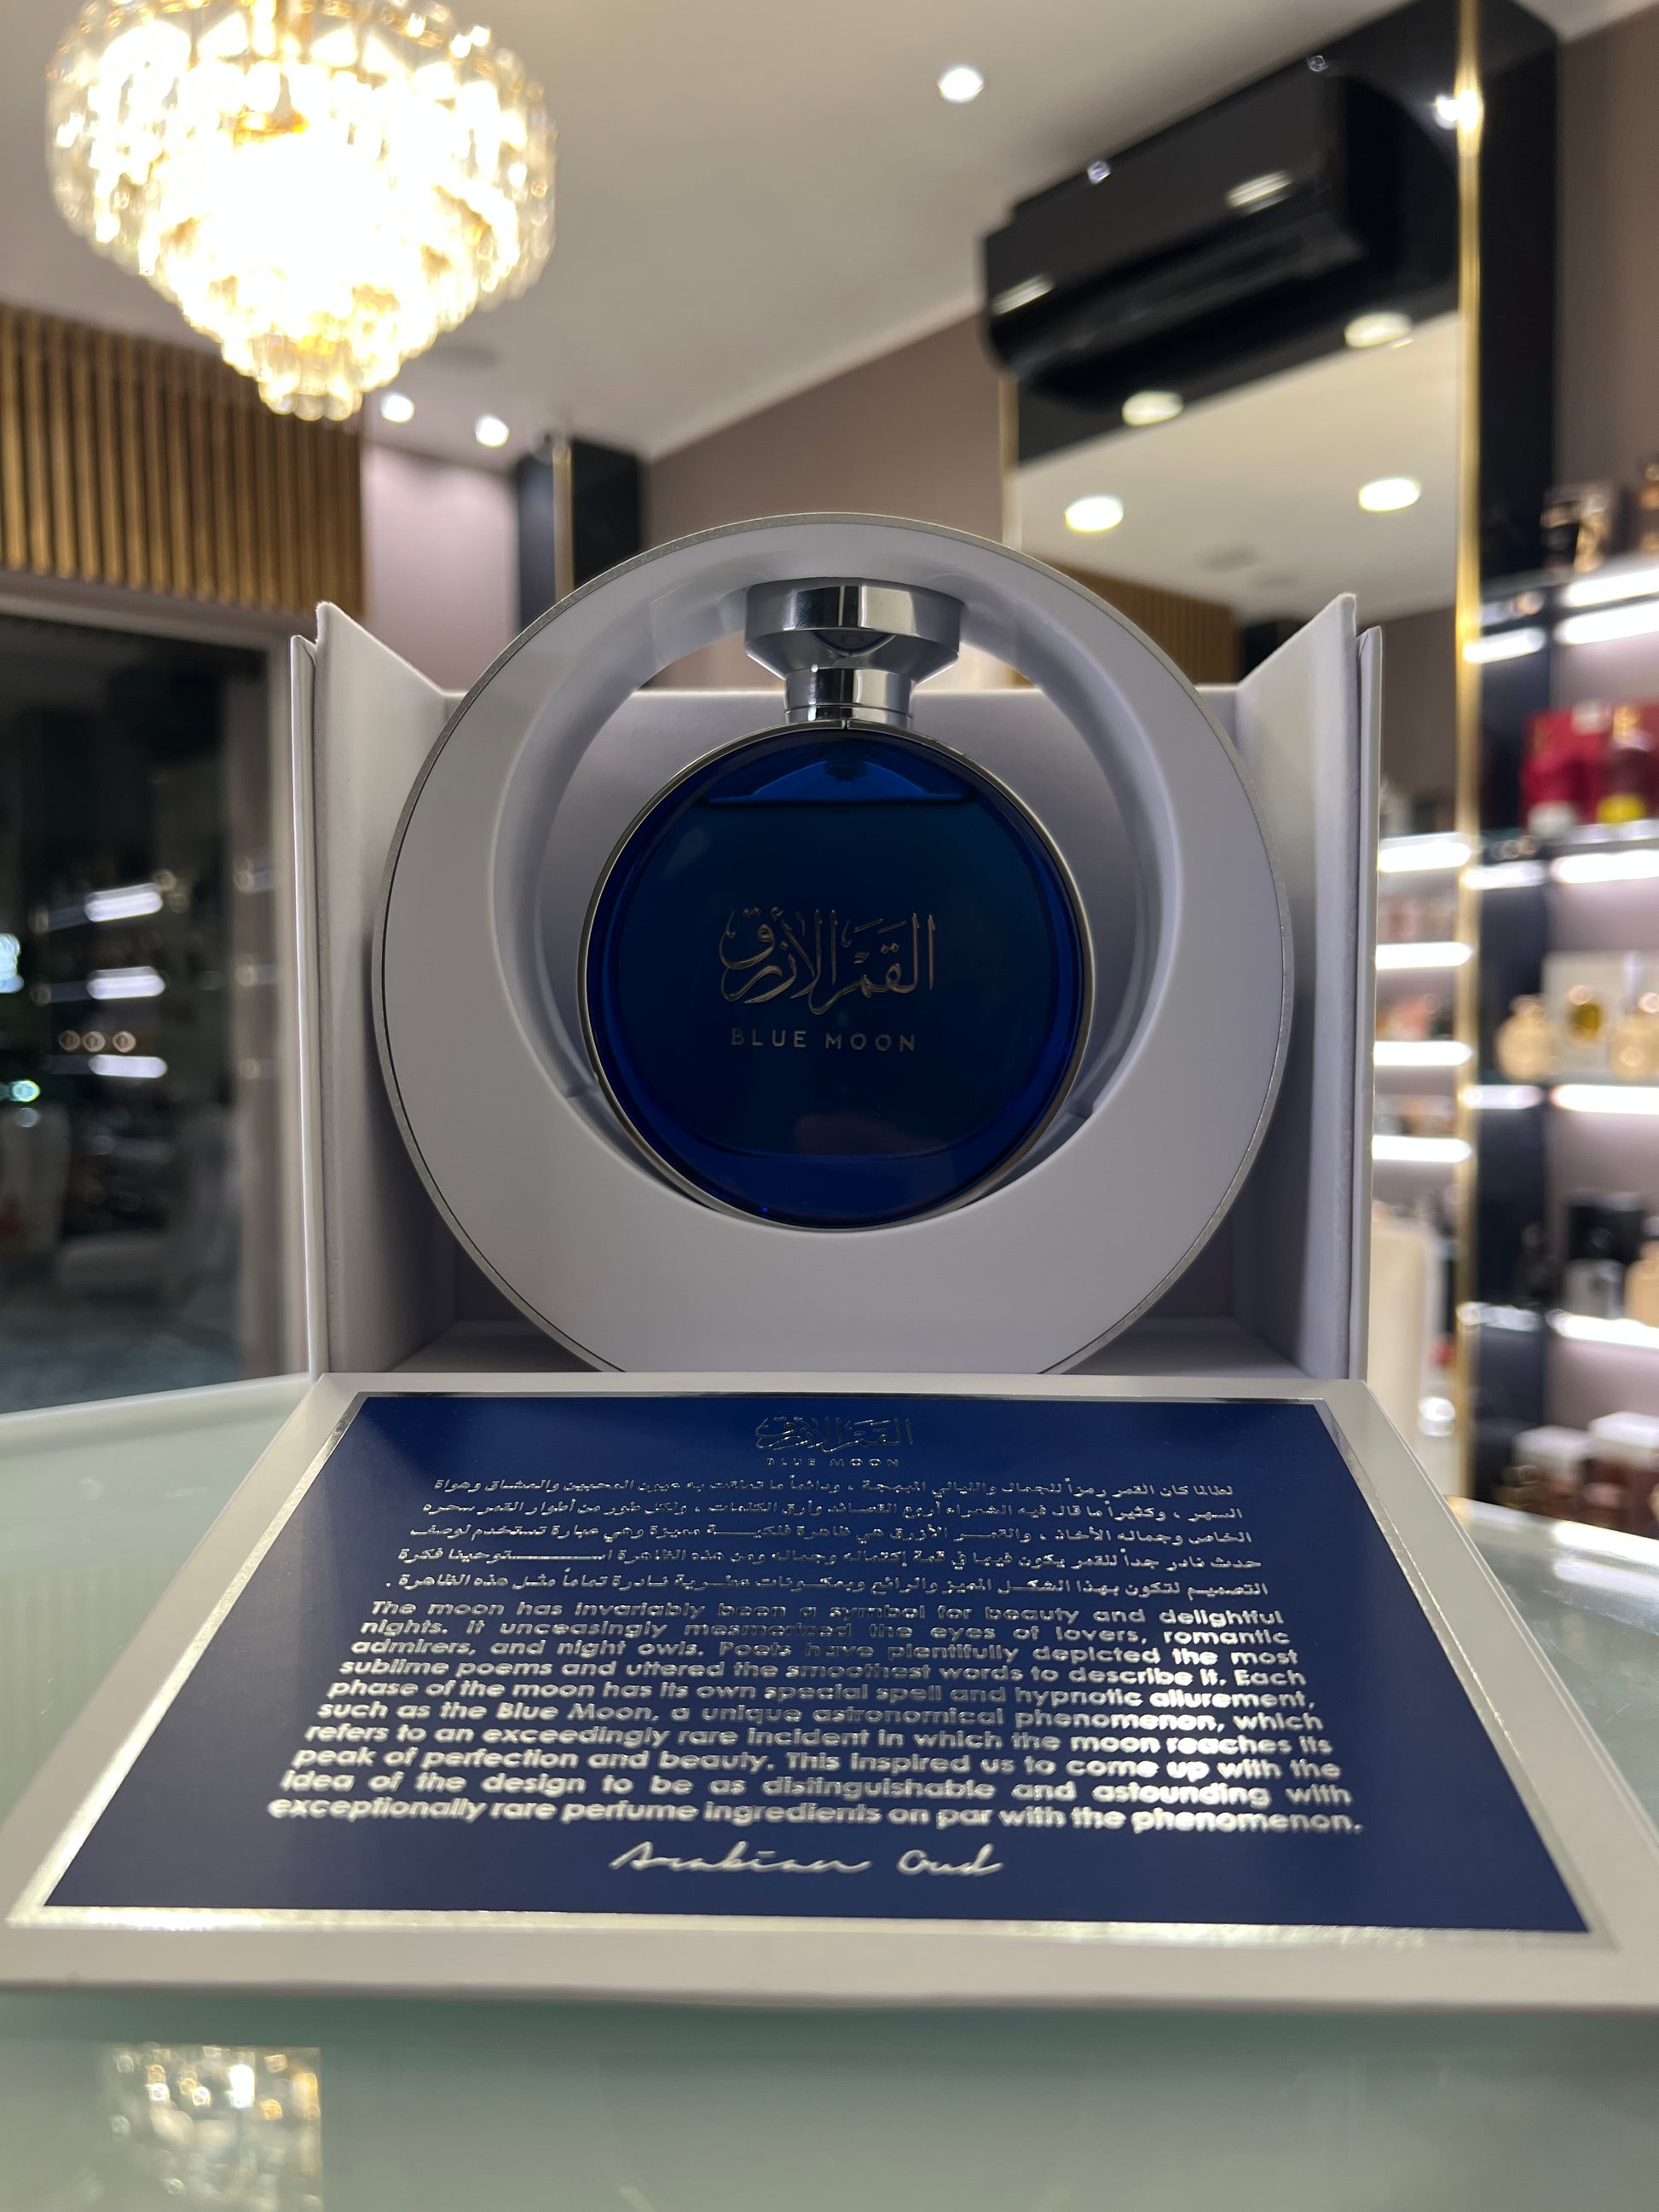 القمر الأزرق
BLUE MOON
القمر الأزرق
BLUE MOON
لطالما كان القمر رمزاً للجمال والليالي المبهجة ، ودائماً ما تعلقت به عيون المحبين والعشاق وهواة
السهر ، وكثيراً ما قال فيه الشعراء أروع القصائد وأرق الكلمات ، ولكل طور من أطوار القمر سحره
الخاص وجماله الأخاذ ، والقمر الأزرق هي ظاهرة فلكية مميزة وهي عبارة تستخدم لوصف
حدث نادر جداً للقمر يكون فيها في قمة إكتماله وجماله ومن هذه الظاهرة استوحينا فكرة
التصميم لتكون بهذا الشكل المميز والرائع وبمكونات عطرية نادرة تماماً مثل هذه الظاهرة .
The moon has invariably been a symbol for beauty and delightful
nights. It unceasingly mesmerized the eyes of lovers, romantic
admirers, and night owls. Poets have plentifully depicted the most
sublime poems and uttered the smoothest words to describe it. Each
phase of the moon has its own special spell and hypnotic allurement,
such as the Blue Moon, a unique astronomical phenomenon, which
refers to an exceedingly rare incident in which the moon reaches its
peak of perfection and beauty. This inspired us to come up with the
idea of the design to be as distinguishable and astounding with
exceptionally rare perfume ingredients on par with the phenomenon.
Arabian Oud